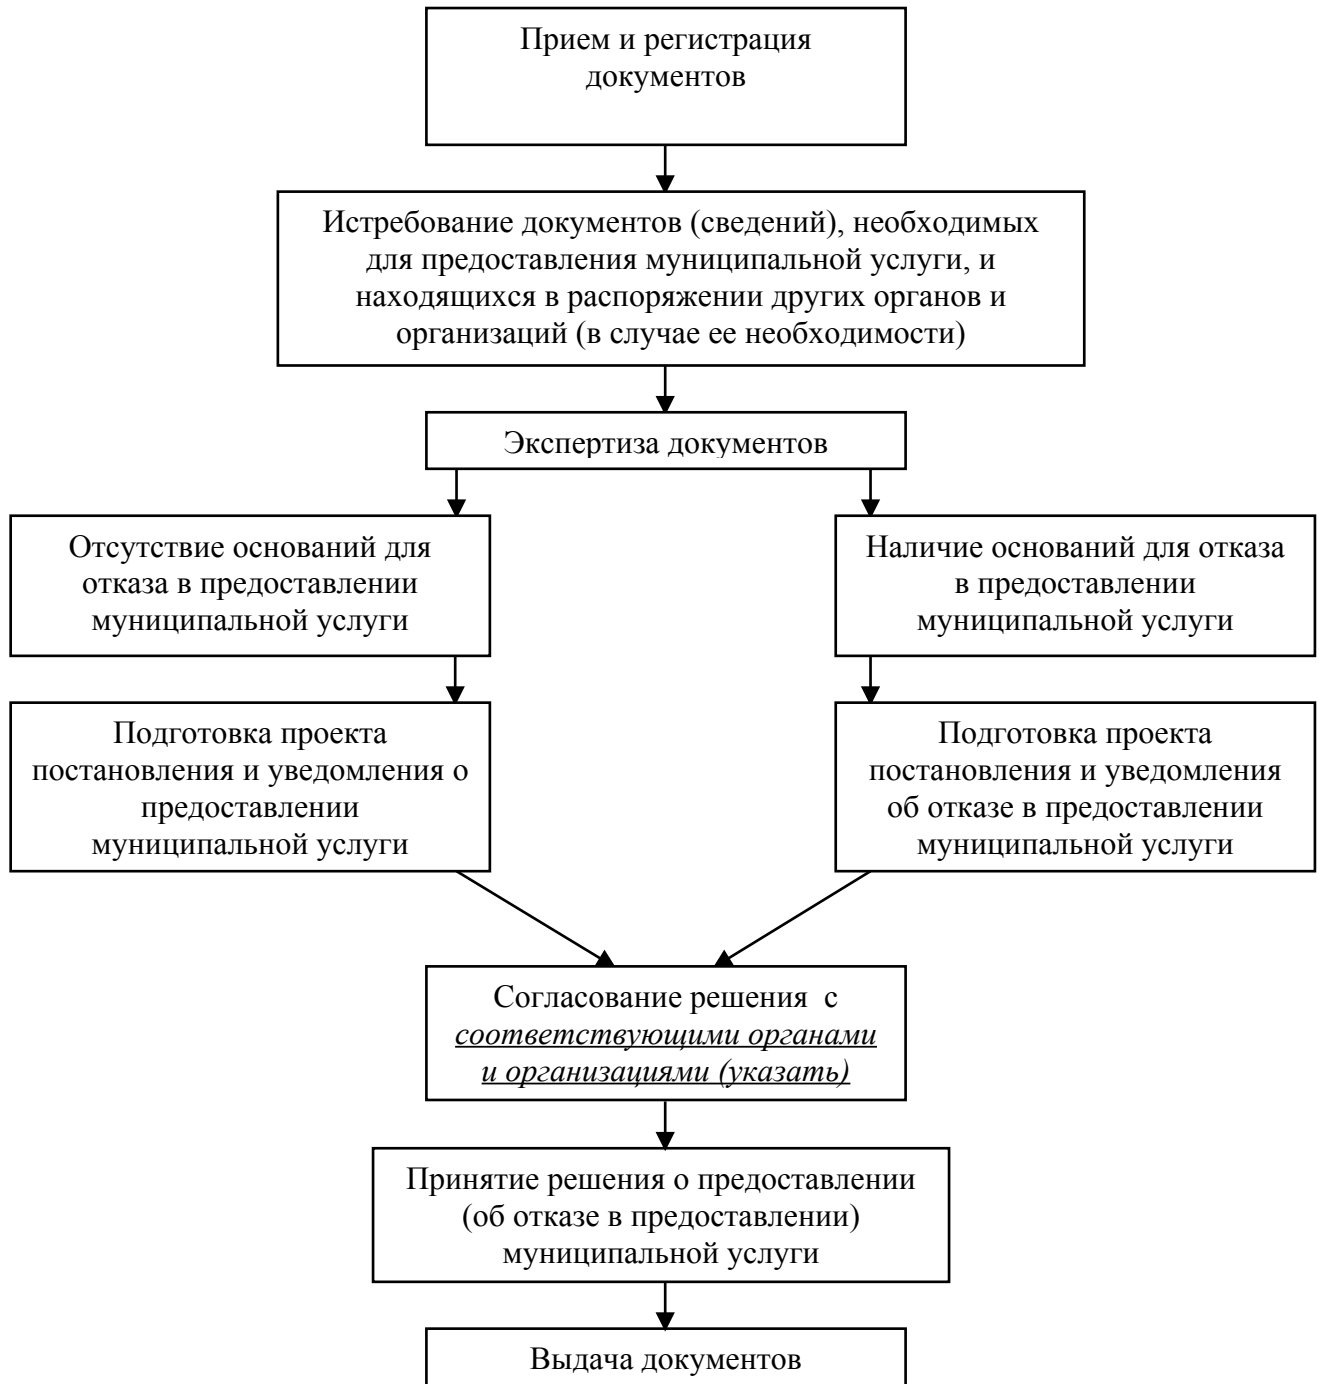 Прием и регистрация
документов
Истребование документов (сведений), необходимых
для предоставления муниципальной услуги, и
находящихся в распоряжении других органов и
организаций (в случае ее необходимости)
Экспертиза документов
Отсутствие оснований для
отказа в предоставлении
муниципальной услуги
Наличие оснований для отказа
в предоставлении
муниципальной услуги
Подготовка проекта
постановления и уведомления о
предоставлении
муниципальной услуги
Подготовка проекта
постановления и уведомления
об отказе в предоставлении
муниципальной услуги
Согласование решения  с
соответствующими органами
и организациями (указать)
Принятие решения о предоставлении
(об отказе в предоставлении)
муниципальной услуги
Выдача документов